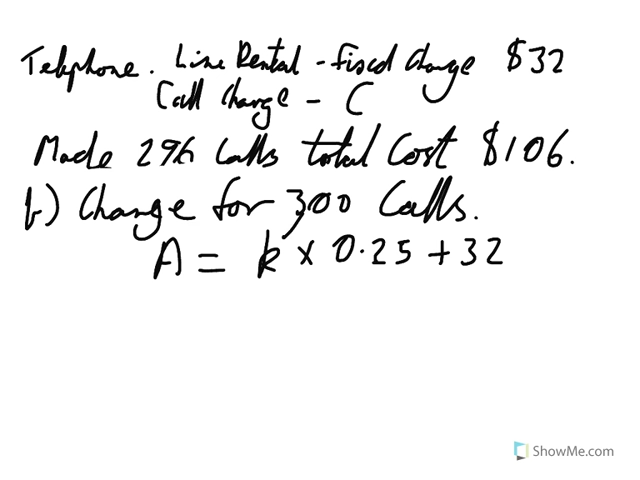 Telephone. Line Rental - Fixed Charge $32
Call Charge - C
Made 296 Calls total Cost $106.
b) Charge for 300 Calls.
A = k × 0.25 + 32
ShowMe.com